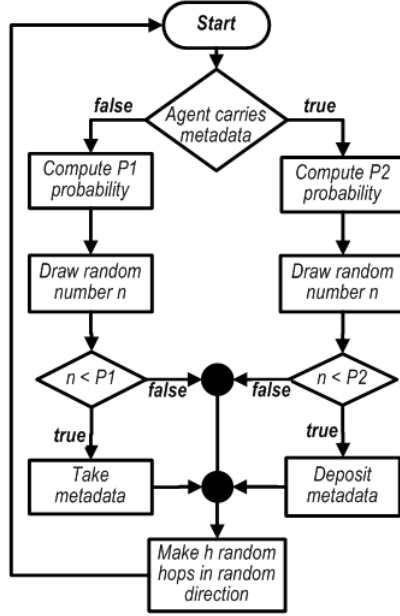 Start
false
true
Agent carries
metadata
Compute P1
probability
Compute P2
probability
Draw random
number n
Draw random
number n
n < P1
false
false
n < P2
true
true
Take
metadata
Deposit
metadata
Make h random
hops in random
direction